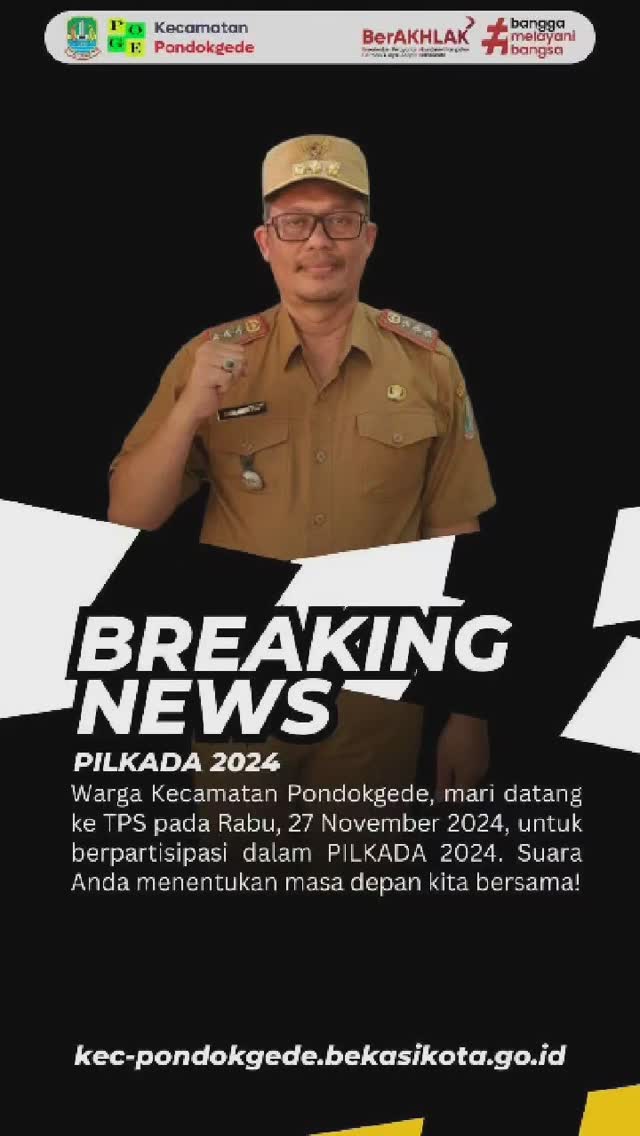 POGE
Kecamatan
Pondokgede
BerAKHLAK
#bangga
melayani
bangsa
BREAKING
NEWS
PILKADA 2024
Warga Kecamatan Pondokgede, mari datang
ke TPS pada Rabu, 27 November 2024, untuk
berpartisipasi dalam PILKADA 2024. Suara
Anda menentukan masa depan kita bersama!
kec-pondokgede.bekasikota.go.id